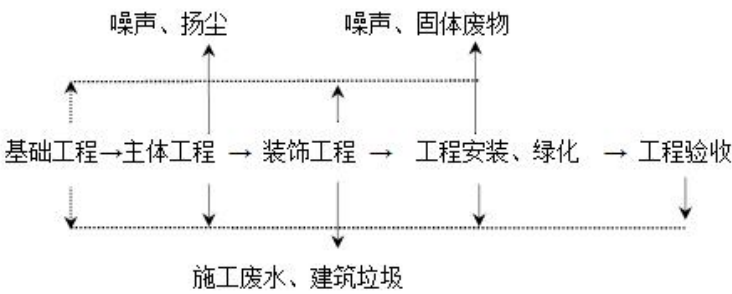 噪声、扬尘 噪声、固体废物
基础工程→主体工程 → 装饰工程 → 工程安装、绿化 → 工程验收
施工废水、建筑垃圾